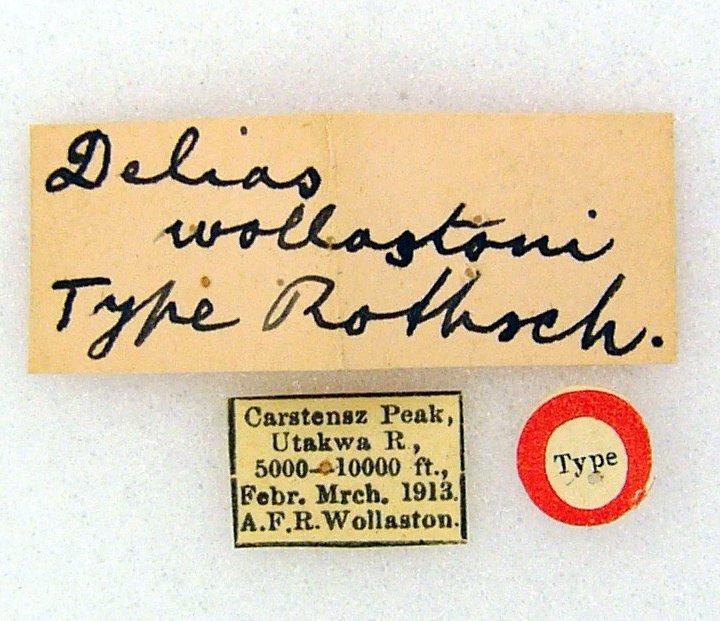 Delias
wollastoni
Type Rothsch.
Carstensz Peak,
Utakwa R.,
5000-10000 ft.,
Febr. Mrch. 1913.
A.F.R. Wollaston.
Type